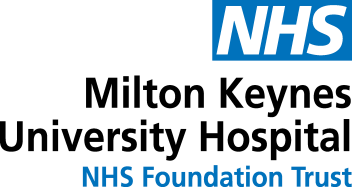 NHS
Milton Keynes
University Hospital
NHS Foundation Trust